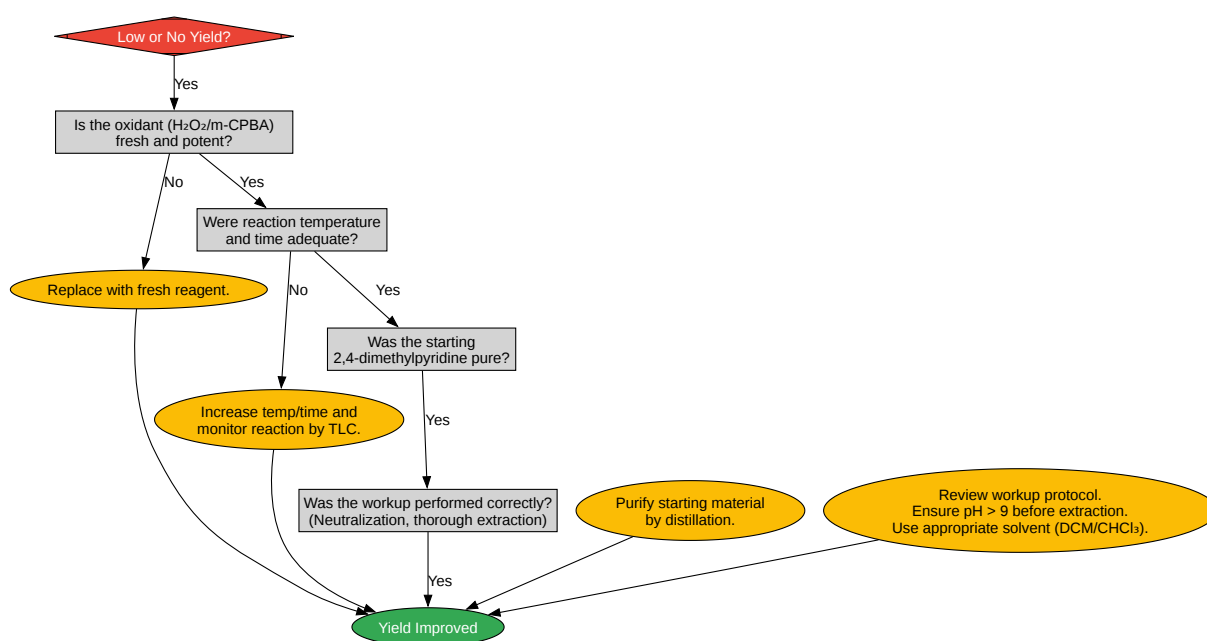 Low or No Yield?
Yes
Is the oxidant (H₂O₂/m-CPBA)
fresh and potent?
No
Yes
Were reaction temperature
and time adequate?
Replace with fresh reagent.
No
Yes
Was the starting
2,4-dimethylpyridine pure?
Increase temp/time and
monitor reaction by TLC.
Yes
Was the workup performed correctly?
(Neutralization, thorough extraction)
Purify starting material
by distillation.
Review workup protocol.
Ensure pH > 9 before extraction.
Use appropriate solvent (DCM/CHCl₃).
Yes
Yield Improved